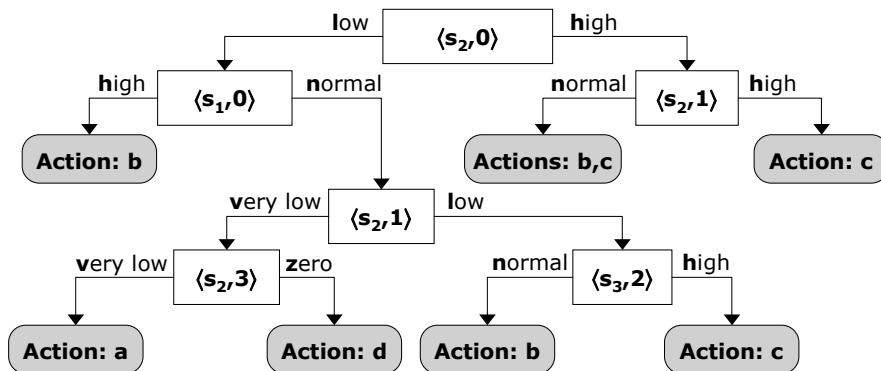 low ⟨s₂,0⟩ high
high ⟨s₁,0⟩ normal normal ⟨s₂,1⟩ high
Action: b Actions: b,c Action: c
very low ⟨s₂,1⟩ low
very low ⟨s₂,3⟩ zero normal ⟨s₃,2⟩ high
Action: a Action: d Action: b Action: c